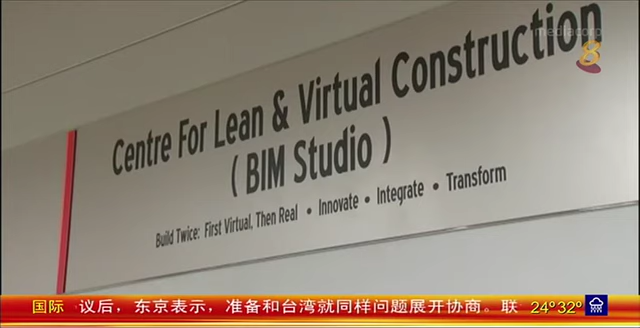 mediacorp
8
Centre For Lean & Virtual Construction
( BIM Studio )
Build Twice: First Virtual, Then Real • Innovate • Integrate • Transform
国际 议后，东京表示，准备和台湾就同样问题展开协商。联 24°32°